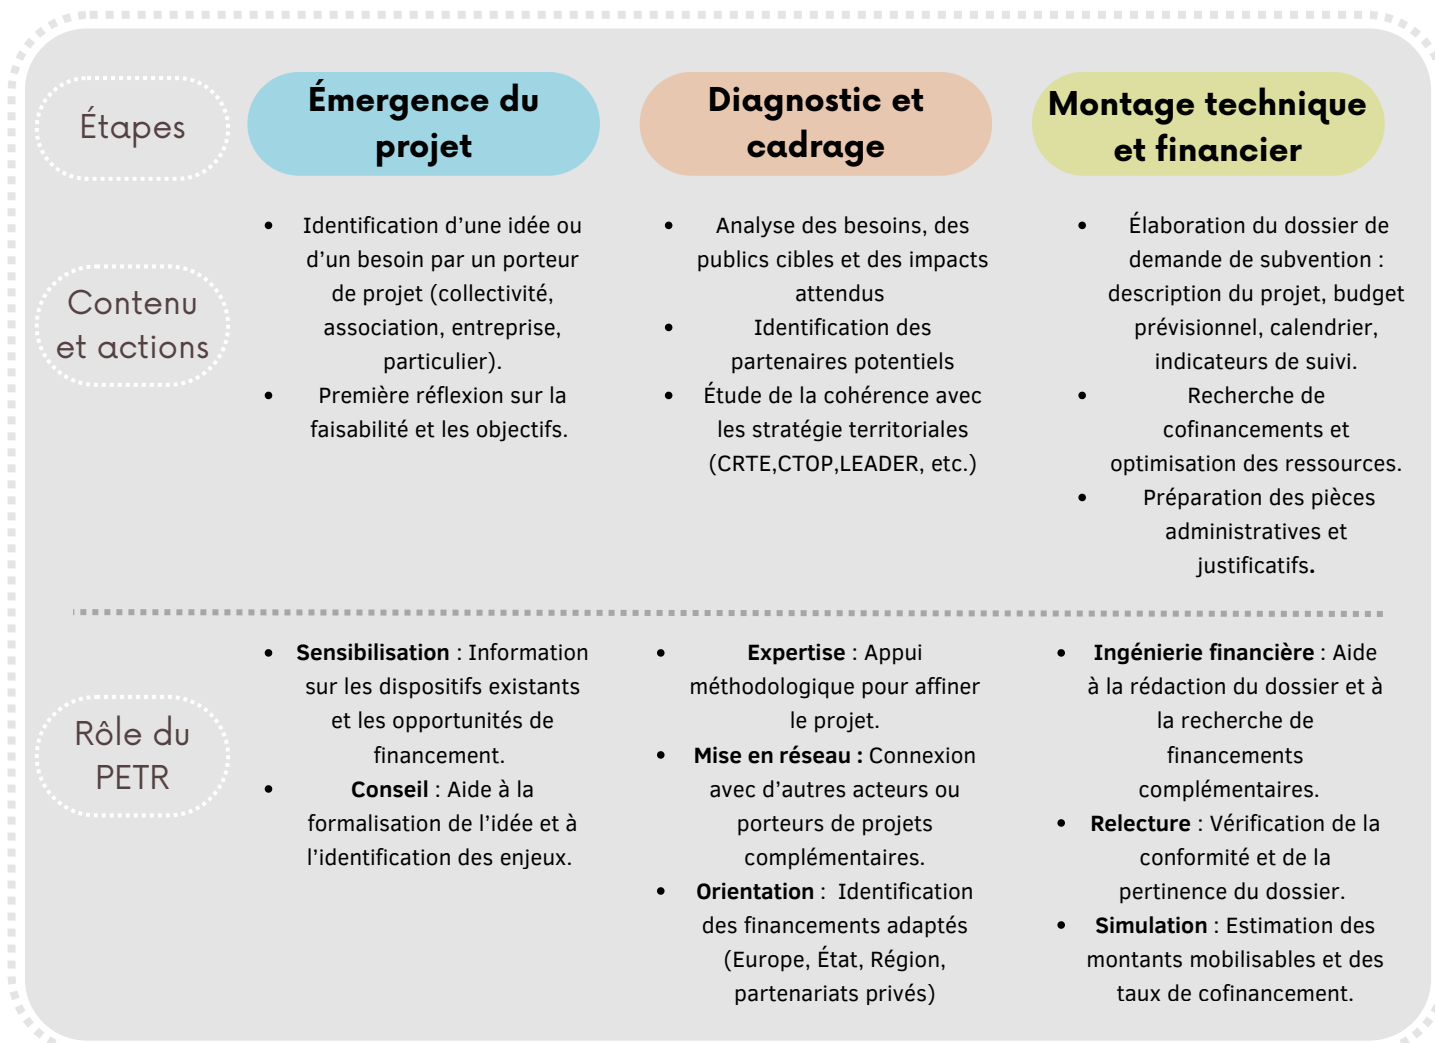 Étapes
Émergence du
projet
Diagnostic et
cadrage
Montage technique
et financier
Contenu
et actions
• Identification d’une idée ou
d’un besoin par un porteur
de projet (collectivité,
association, entreprise,
particulier).
• Première réflexion sur la
faisabilité et les objectifs.
• Analyse des besoins, des
publics cibles et des impacts
attendus
• Identification des
partenaires potentiels
• Étude de la cohérence avec
les stratégie territoriales
(CRTE,CTOP,LEADER, etc.)
• Élaboration du dossier de
demande de subvention :
description du projet, budget
prévisionnel, calendrier,
indicateurs de suivi.
• Recherche de
cofinancements et
optimisation des ressources.
• Préparation des pièces
administratives et
justificatifs.
Rôle du
PETR
• Sensibilisation : Information
sur les dispositifs existants
et les opportunités de
financement.
• Conseil : Aide à la
formalisation de l’idée et à
l’identification des enjeux.
• Expertise : Appui
méthodologique pour affiner
le projet.
• Mise en réseau : Connexion
avec d’autres acteurs ou
porteurs de projets
complémentaires.
• Orientation : Identification
des financements adaptés
(Europe, État, Région,
partenariats privés)
• Ingénierie financière : Aide
à la rédaction du dossier et à
la recherche de
financements
complémentaires.
• Relecture : Vérification de la
conformité et de la
pertinence du dossier.
• Simulation : Estimation des
montants mobilisables et des
taux de cofinancement.